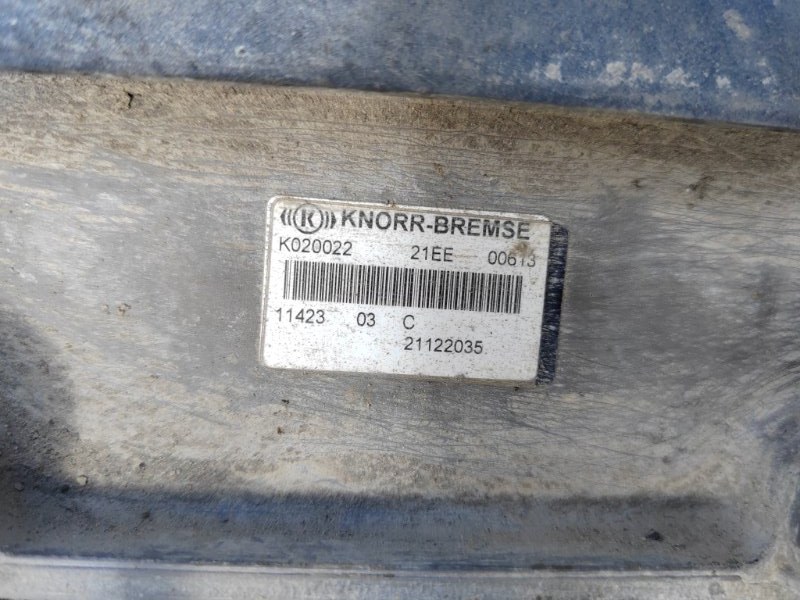 K KNORR-BREMSE
K020022 21EE 00613
11423 03 C
21122035